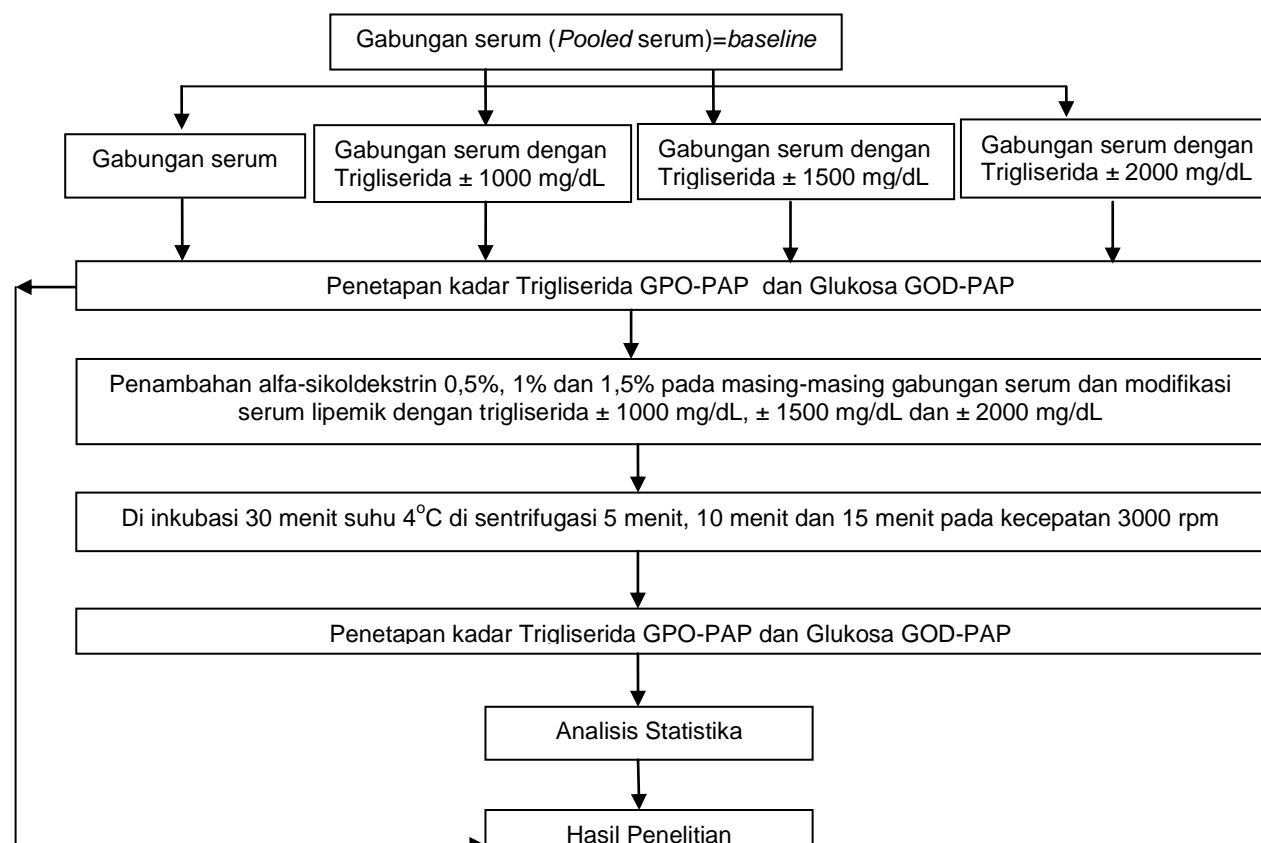 Gabungan serum (Pooled serum)=baseline
Gabungan serum
Gabungan serum dengan
Trigliserida ± 1000 mg/dL
Gabungan serum dengan
Trigliserida ± 1500 mg/dL
Gabungan serum dengan
Trigliserida ± 2000 mg/dL
Penetapan kadar Trigliserida GPO-PAP dan Glukosa GOD-PAP
Penambahan alfa-sikoldekstrin 0,5%, 1% dan 1,5% pada masing-masing gabungan serum dan modifikasi
serum lipemik dengan trigliserida ± 1000 mg/dL, ± 1500 mg/dL dan ± 2000 mg/dL
Di inkubasi 30 menit suhu 4°C di sentrifugasi 5 menit, 10 menit dan 15 menit pada kecepatan 3000 rpm
Penetapan kadar Trigliserida GPO-PAP dan Glukosa GOD-PAP
Analisis Statistika
Hasil Penelitian